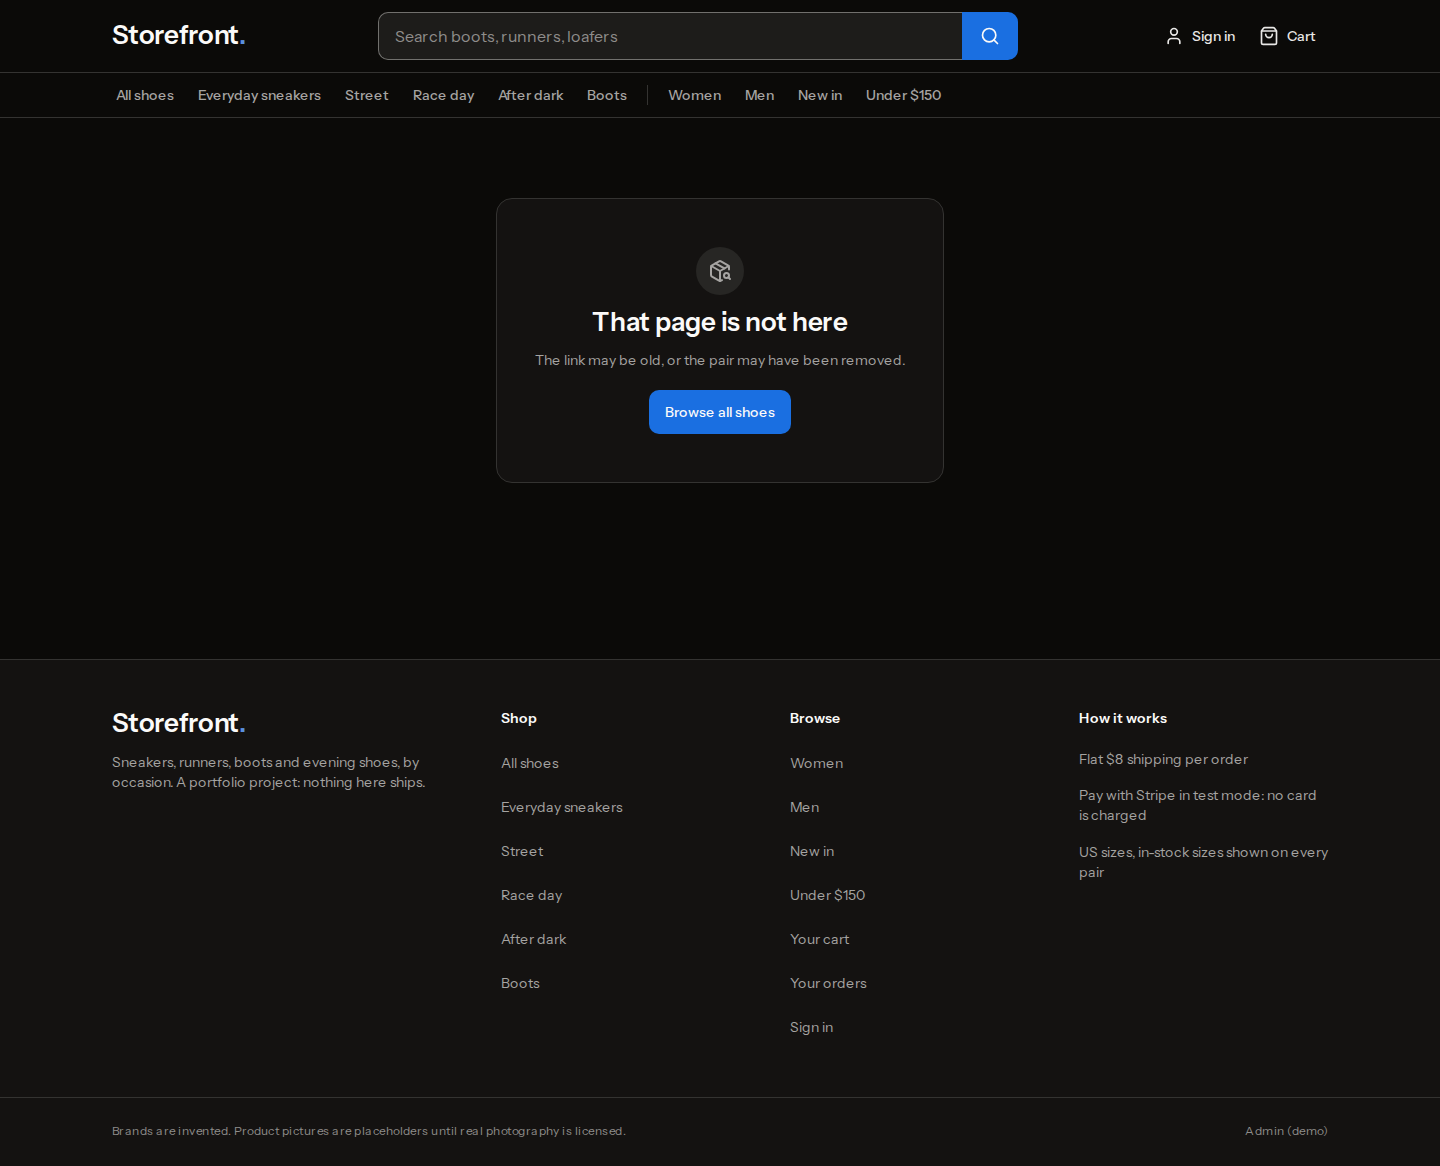 Storefront.
Search boots, runners, loafers
Sign in
Cart
All shoes
Everyday sneakers
Street
Race day
After dark
Boots
Women
Men
New in
Under $150
That page is not here
The link may be old, or the pair may have been removed.
Browse all shoes
Storefront.
Sneakers, runners, boots and evening shoes, by
occasion. A portfolio project: nothing here ships.
Shop
All shoes
Everyday sneakers
Street
Race day
After dark
Boots
Browse
Women
Men
New in
Under $150
Your cart
Your orders
Sign in
How it works
Flat $8 shipping per order
Pay with Stripe in test mode: no card
is charged
US sizes, in-stock sizes shown on every
pair
Brands are invented. Product pictures are placeholders until real photography is licensed.
Admin (demo)